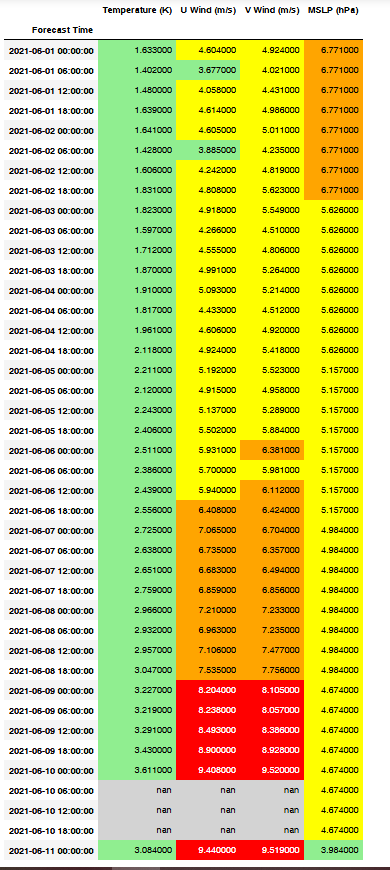 Temperature (K) U Wind (m/s) V Wind (m/s) MSLP (hPa)
Forecast Time
2021-06-01 00:00:00 1.633000 4.604000 4.924000 6.771000
2021-06-01 06:00:00 1.402000 3.677000 4.021000 6.771000
2021-06-01 12:00:00 1.480000 4.058000 4.431000 6.771000
2021-06-01 18:00:00 1.639000 4.614000 4.986000 6.771000
2021-06-02 00:00:00 1.641000 4.605000 5.011000 6.771000
2021-06-02 06:00:00 1.428000 3.885000 4.235000 6.771000
2021-06-02 12:00:00 1.606000 4.242000 4.819000 6.771000
2021-06-02 18:00:00 1.831000 4.808000 5.623000 6.771000
2021-06-03 00:00:00 1.823000 4.918000 5.549000 5.626000
2021-06-03 06:00:00 1.597000 4.266000 4.510000 5.626000
2021-06-03 12:00:00 1.712000 4.555000 4.806000 5.626000
2021-06-03 18:00:00 1.870000 4.991000 5.264000 5.626000
2021-06-04 00:00:00 1.910000 5.093000 5.214000 5.626000
2021-06-04 06:00:00 1.817000 4.433000 4.512000 5.626000
2021-06-04 12:00:00 1.961000 4.606000 4.920000 5.626000
2021-06-04 18:00:00 2.118000 4.924000 5.418000 5.626000
2021-06-05 00:00:00 2.211000 5.192000 5.523000 5.157000
2021-06-05 06:00:00 2.120000 4.915000 4.958000 5.157000
2021-06-05 12:00:00 2.243000 5.137000 5.289000 5.157000
2021-06-05 18:00:00 2.406000 5.502000 5.884000 5.157000
2021-06-06 00:00:00 2.511000 5.931000 6.381000 5.157000
2021-06-06 06:00:00 2.386000 5.700000 5.981000 5.157000
2021-06-06 12:00:00 2.439000 5.940000 6.112000 5.157000
2021-06-06 18:00:00 2.556000 6.408000 6.424000 5.157000
2021-06-07 00:00:00 2.725000 7.065000 6.704000 4.984000
2021-06-07 06:00:00 2.638000 6.735000 6.357000 4.984000
2021-06-07 12:00:00 2.651000 6.683000 6.494000 4.984000
2021-06-07 18:00:00 2.759000 6.859000 6.856000 4.984000
2021-06-08 00:00:00 2.966000 7.210000 7.233000 4.984000
2021-06-08 06:00:00 2.932000 6.963000 7.235000 4.984000
2021-06-08 12:00:00 2.957000 7.106000 7.477000 4.984000
2021-06-08 18:00:00 3.047000 7.535000 7.756000 4.984000
2021-06-09 00:00:00 3.227000 8.204000 8.105000 4.674000
2021-06-09 06:00:00 3.219000 8.238000 8.057000 4.674000
2021-06-09 12:00:00 3.291000 8.493000 8.386000 4.674000
2021-06-09 18:00:00 3.430000 8.900000 8.928000 4.674000
2021-06-10 00:00:00 3.611000 9.408000 9.520000 4.674000
2021-06-10 06:00:00 nan nan nan 4.674000
2021-06-10 12:00:00 nan nan nan 4.674000
2021-06-10 18:00:00 nan nan nan 4.674000
2021-06-11 00:00:00 3.084000 9.440000 9.519000 3.984000